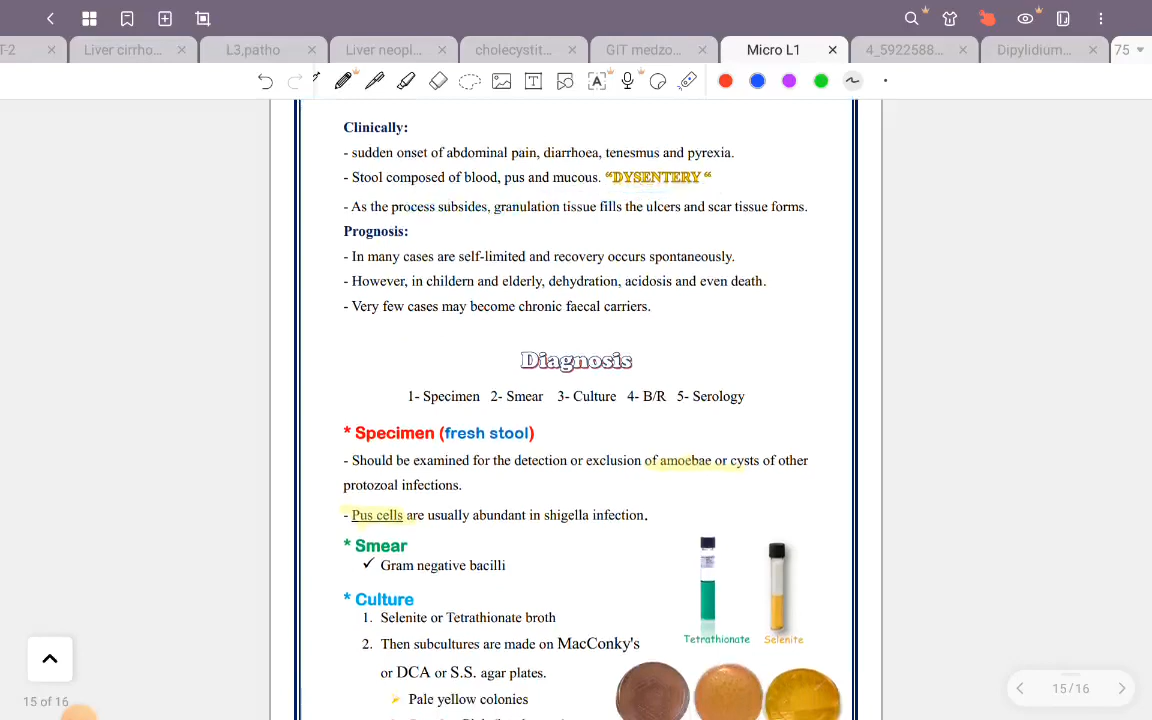 T-2
Liver cirrho...
L3,patho
Liver neopl...
cholecystit...
GIT medzo...
Micro L1
4_5922588...
Dipylidium...
75
Clinically:
- sudden onset of abdominal pain, diarrhoea, tenesmus and pyrexia.
- Stool composed of blood, pus and mucous. “DYSENTERY “
- As the process subsides, granulation tissue fills the ulcers and scar tissue forms.
Prognosis:
- In many cases are self-limited and recovery occurs spontaneously.
- However, in childern and elderly, dehydration, acidosis and even death.
- Very few cases may become chronic faecal carriers.
Diagnosis
1- Specimen 2- Smear 3- Culture 4- B/R 5- Serology
* Specimen (fresh stool)
- Should be examined for the detection or exclusion of amoebae or cysts of other
protozoal infections.
- Pus cells are usually abundant in shigella infection.
* Smear
✓ Gram negative bacilli
* Culture
1. Selenite or Tetrathionate broth
Tetrathionate Selenite
2. Then subcultures are made on MacConky's
or DCA or S.S. agar plates.
Pale yellow colonies
15 of 16
15/16